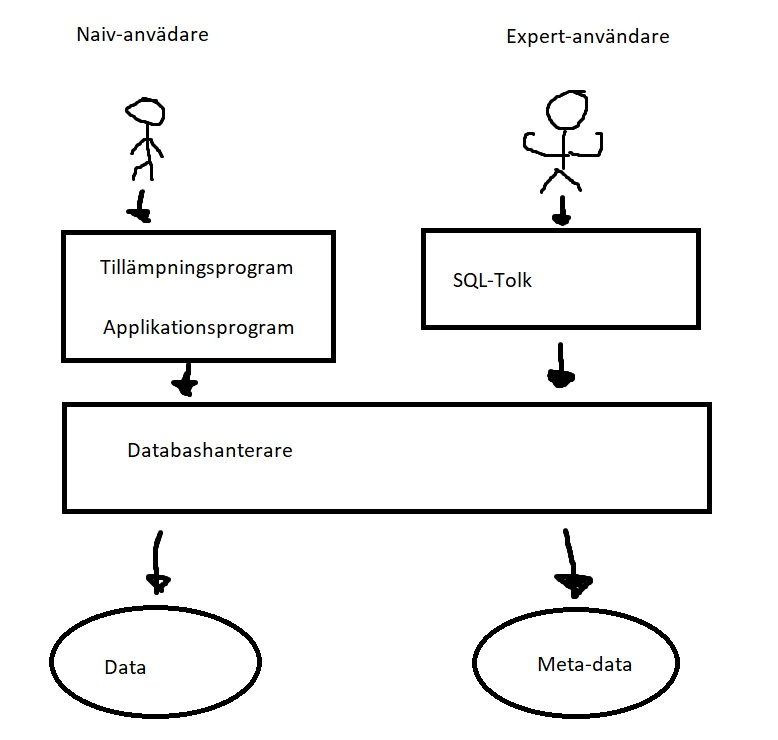 Naiv-anvädare
Expert-användare
Tillämpningsprogram
Applikationsprogram
SQL-Tolk
Databashanterare
Data
Meta-data